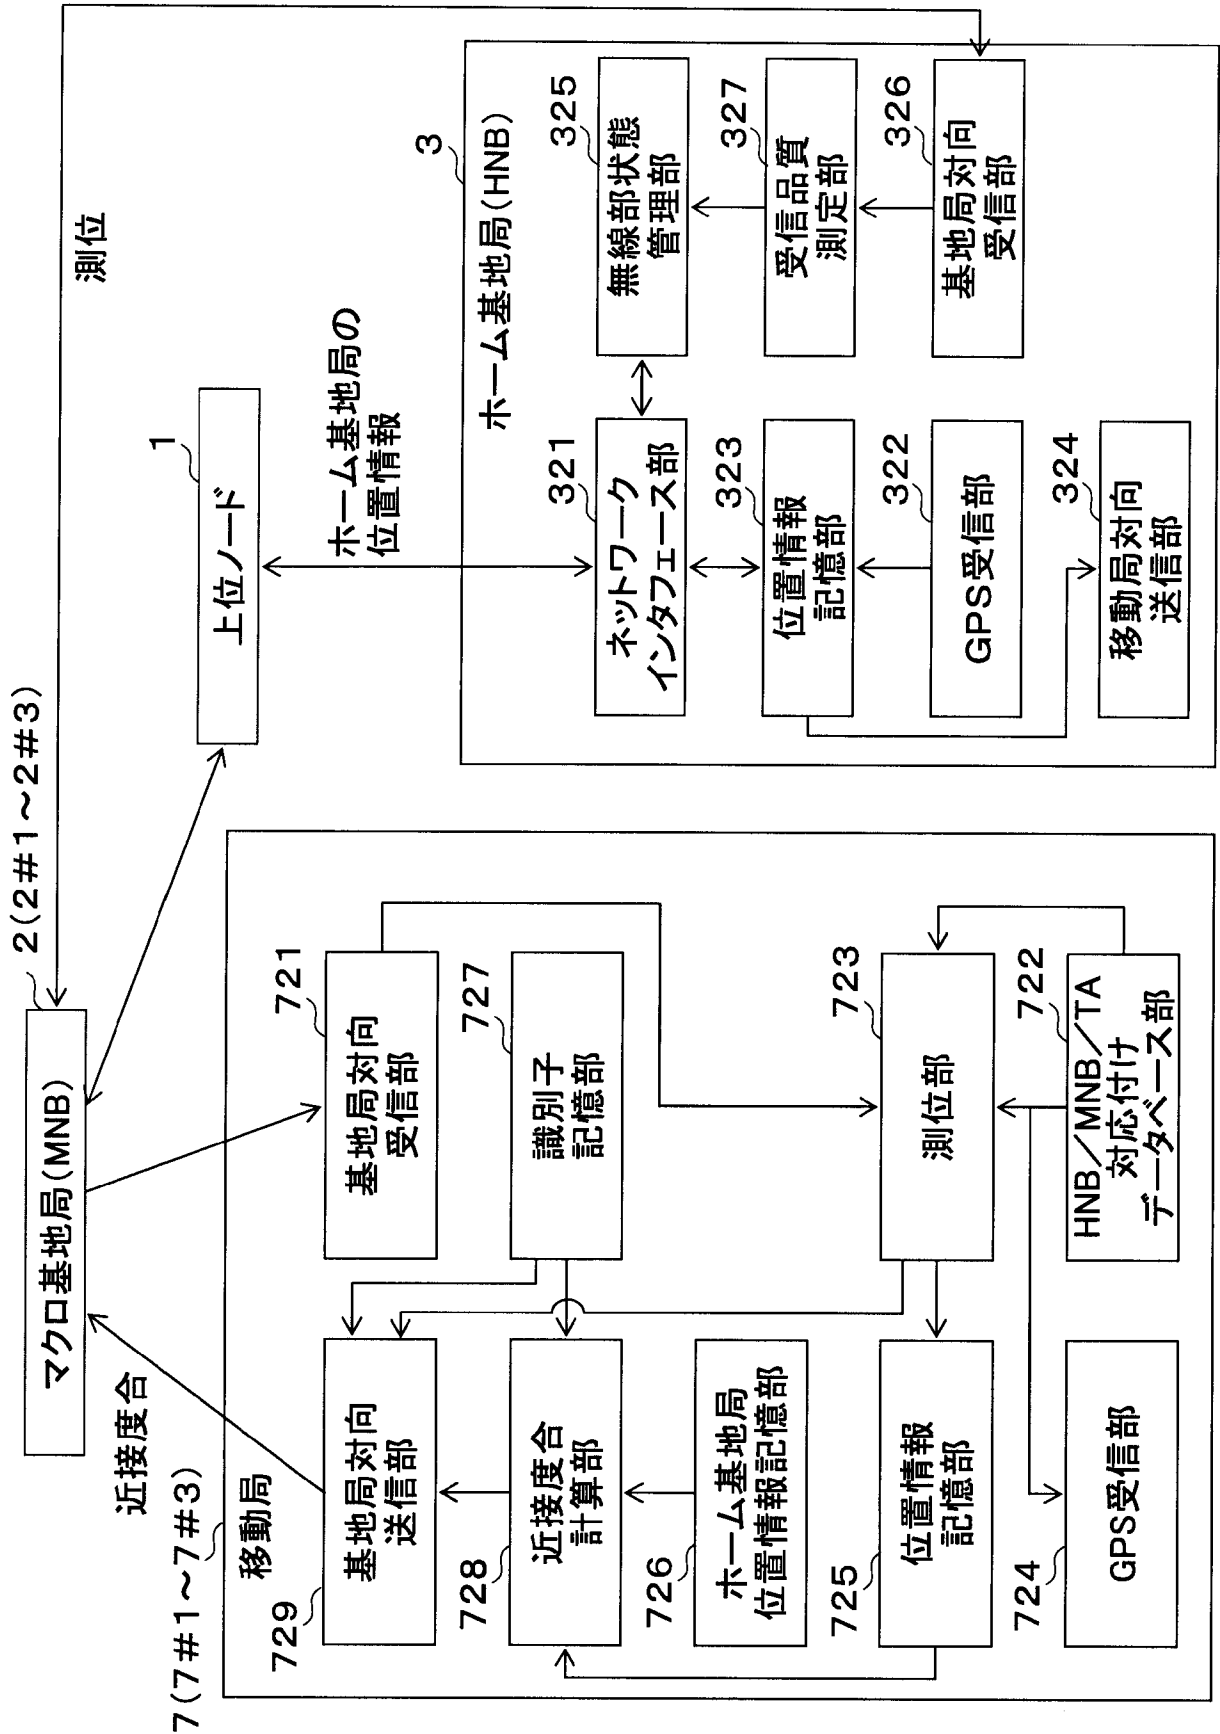 2(2#1～2#3)
マクロ基地局(MNB)
測位
近接度合
1
上位ノード
ホーム基地局の
位置情報
7(7#1～7#3)
移動局
729
基地局対向
送信部
721
基地局対向
受信部
728
近接度合
計算部
727
識別子
記憶部
726
ホーム基地局
位置情報記憶部
725
位置情報
記憶部
723
測位部
724
GPS受信部
722
HNB／MNB／TA
対応付け
データベース部
3
ホーム基地局(HNB)
321
ネットワーク
インタフェース部
325
無線部状態
管理部
323
位置情報
記憶部
327
受信品質
測定部
322
GPS受信部
326
基地局対向
受信部
324
移動局対向
送信部